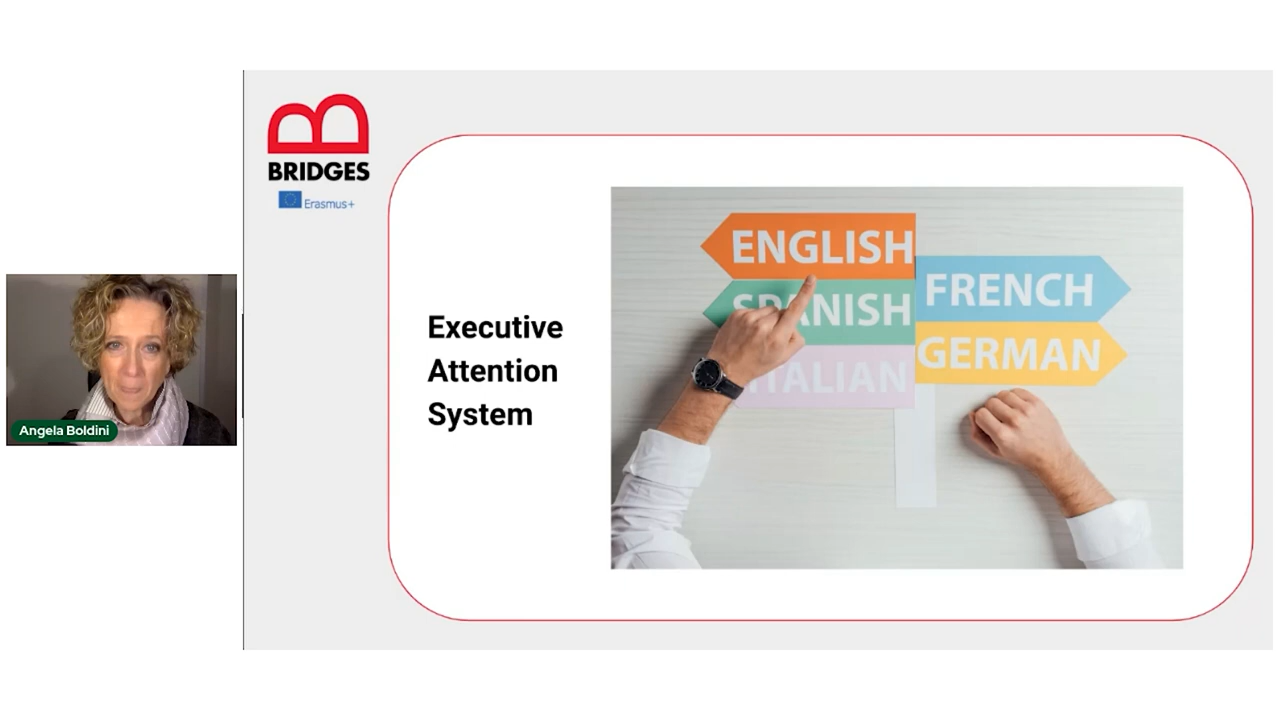 BRIDGES
Erasmus+
ENGLISH
FRENCH
SPANISH
GERMAN
ITALIAN
Executive
Attention
System
Angela Boldini